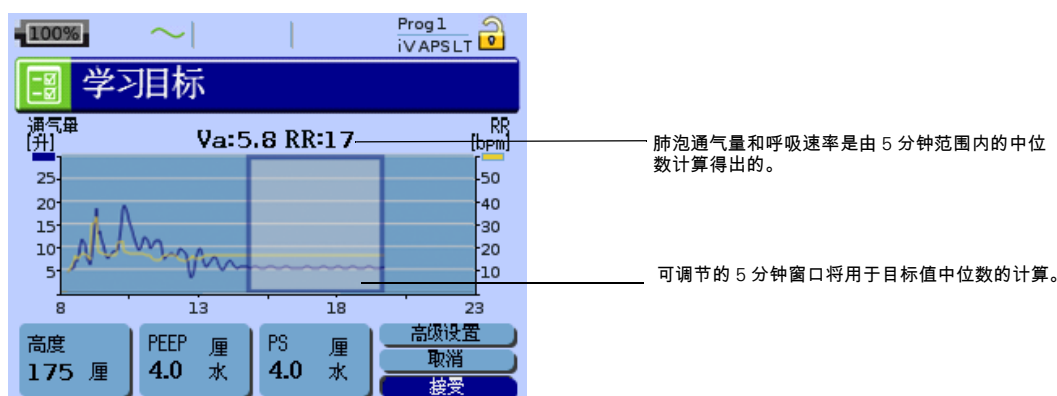 100%
Prog1
iVAPSLT
学习目标
通气量
[升]
Va:5.8 RR:17
RR
[bpm]
肺泡通气量和呼吸速率是由 5 分钟范围内的中位
数计算得出的。
25
50
20
40
15
30
10
20
5
10
可调节的 5 分钟窗口将用于目标值中位数的计算。
8
13
18
23
高度
175 厘
PEEP 厘
4.0 水
PS 厘
4.0 水
高级设置
取消
接受